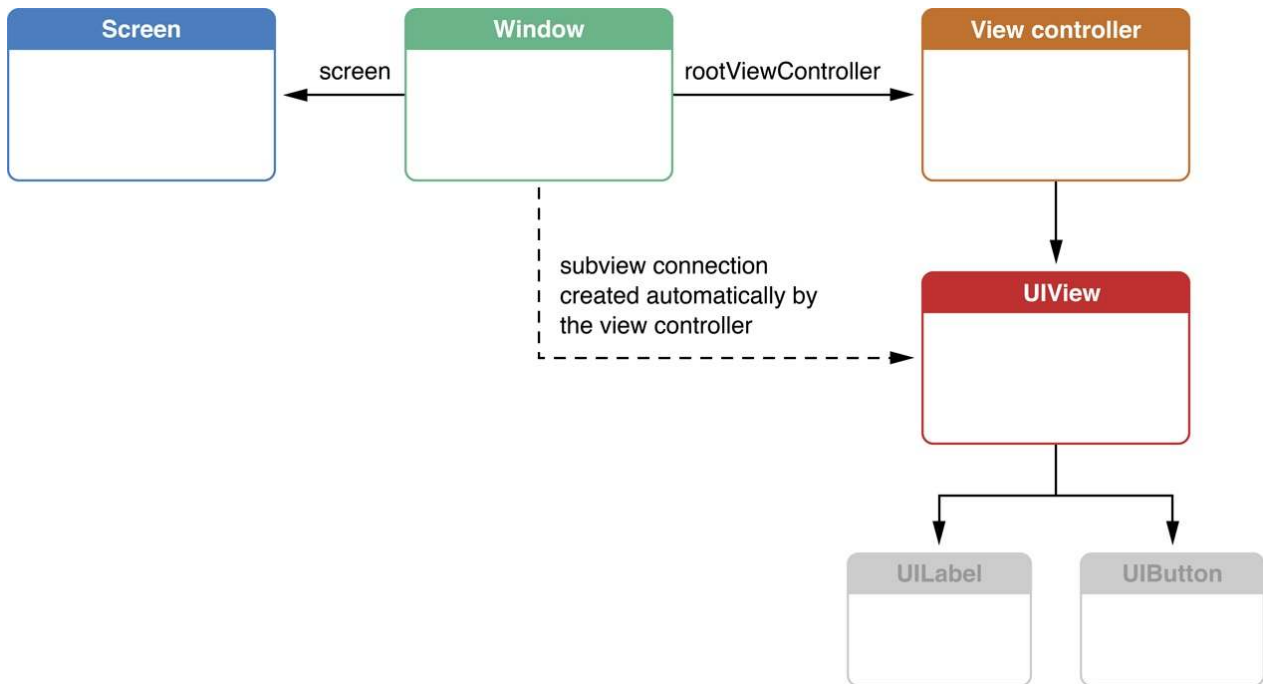 Screen
Window
View controller
screen
rootViewController
subview connection
created automatically by
the view controller
UIView
UILabel
UIButton